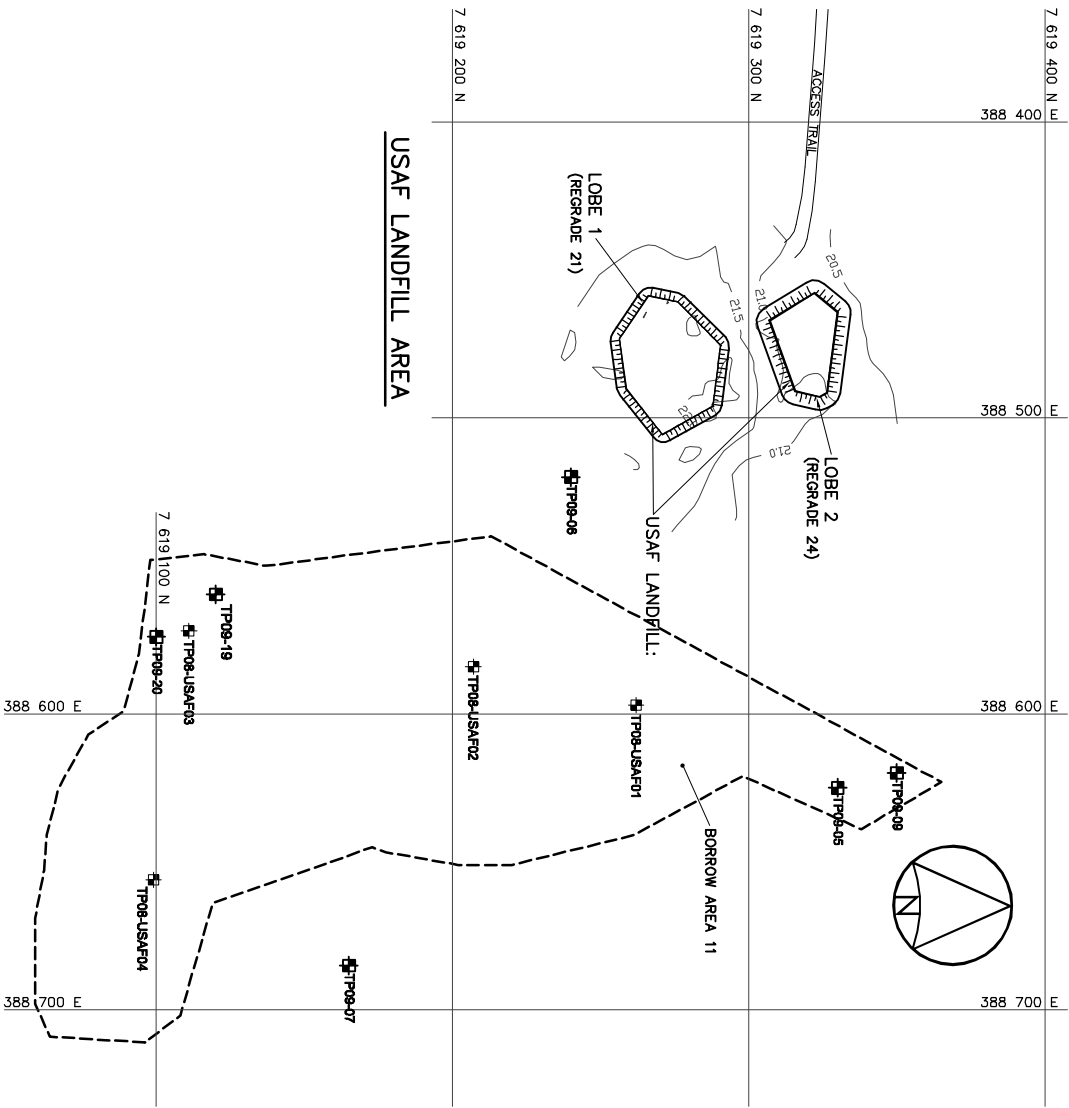 7 619 400 N
7 619 300 N
7 619 200 N
7 619 100 N
388 400 E
388 500 E
388 600 E
388 600 E
388 700 E
388 700 E
ACCESS TRAIL
20.5
21.0
21.5
21.0
LOBE 1
(REGRADE 21)
LOBE 2
(REGRADE 24)
USAF LANDFILL:
USAF LANDFILL AREA
TP09-06
TP09-19
TP08-USAF03
TP09-20
TP08-USAF02
TP08-USAF01
TP09-09
TP09-05
BORROW AREA 11
TP08-USAF04
TP09-07
N